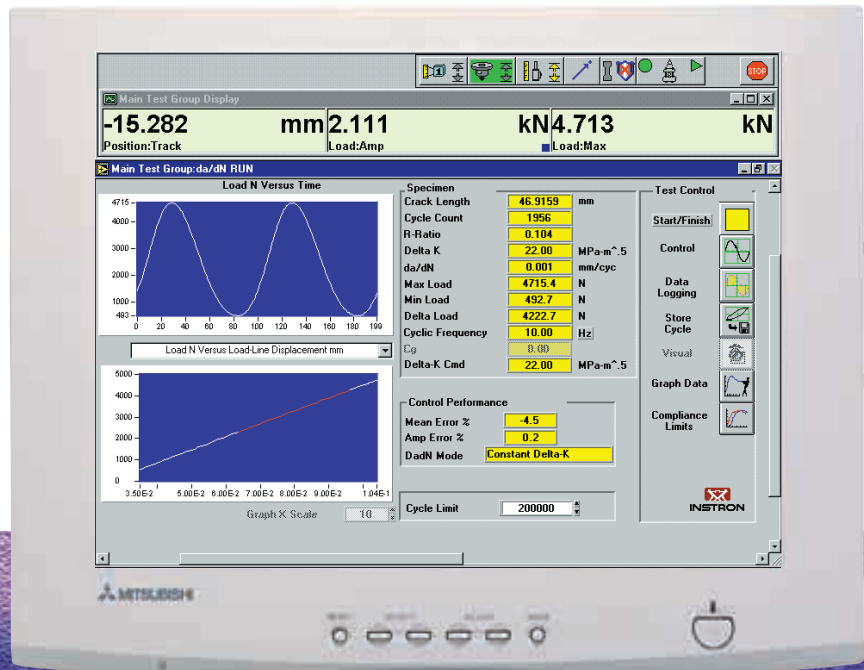 1
STOP
Main Test Group Display
-15.282 mm
Position:Track
2.111 kN
Load:Amp
4.713 kN
Load:Max
Main Test Group:da/dN RUN
Load N Versus Time
4715
4000
3000
2000
1000
493
0 20 40 60 80 100 120 140 160 180 199
Load N Versus Load-Line Displacement mm
5000
4000
3000
2000
1000
0
3.50E-2 5.00E-2 6.00E-2 7.00E-2 8.00E-2 9.00E-2 1.04E-1
Graph X Scale 10
Specimen
Crack Length 46.9159 mm
Cycle Count 1956
R-Ratio 0.104
Delta K 22.00 MPa-m^.5
da/dN 0.001 mm/cyc
Max Load 4715.4 N
Min Load 492.7 N
Delta Load 4222.7 N
Cyclic Frequency 10.00 Hz
Cg 0.00
Delta-K Cmd 22.00 MPa-m^.5
Control Performance
Mean Error % -4.5
Amp Error % 0.2
DadN Mode Constant Delta-K
Cycle Limit 200000
Test Control
Start/Finish
Control
Data
Logging
Store
Cycle
Visual
Graph Data
Compliance
Limits
INSTRON
MITSUBISHI